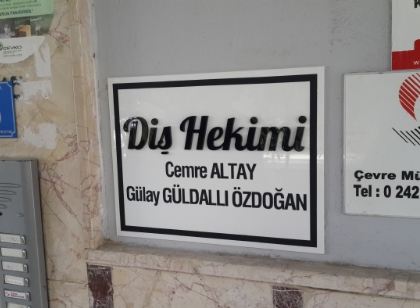 Diş Hekimi
Cemre ALTAY
Gülay GÜLDALLI ÖZDOĞAN
Çevre Mü
Tel : 0 242